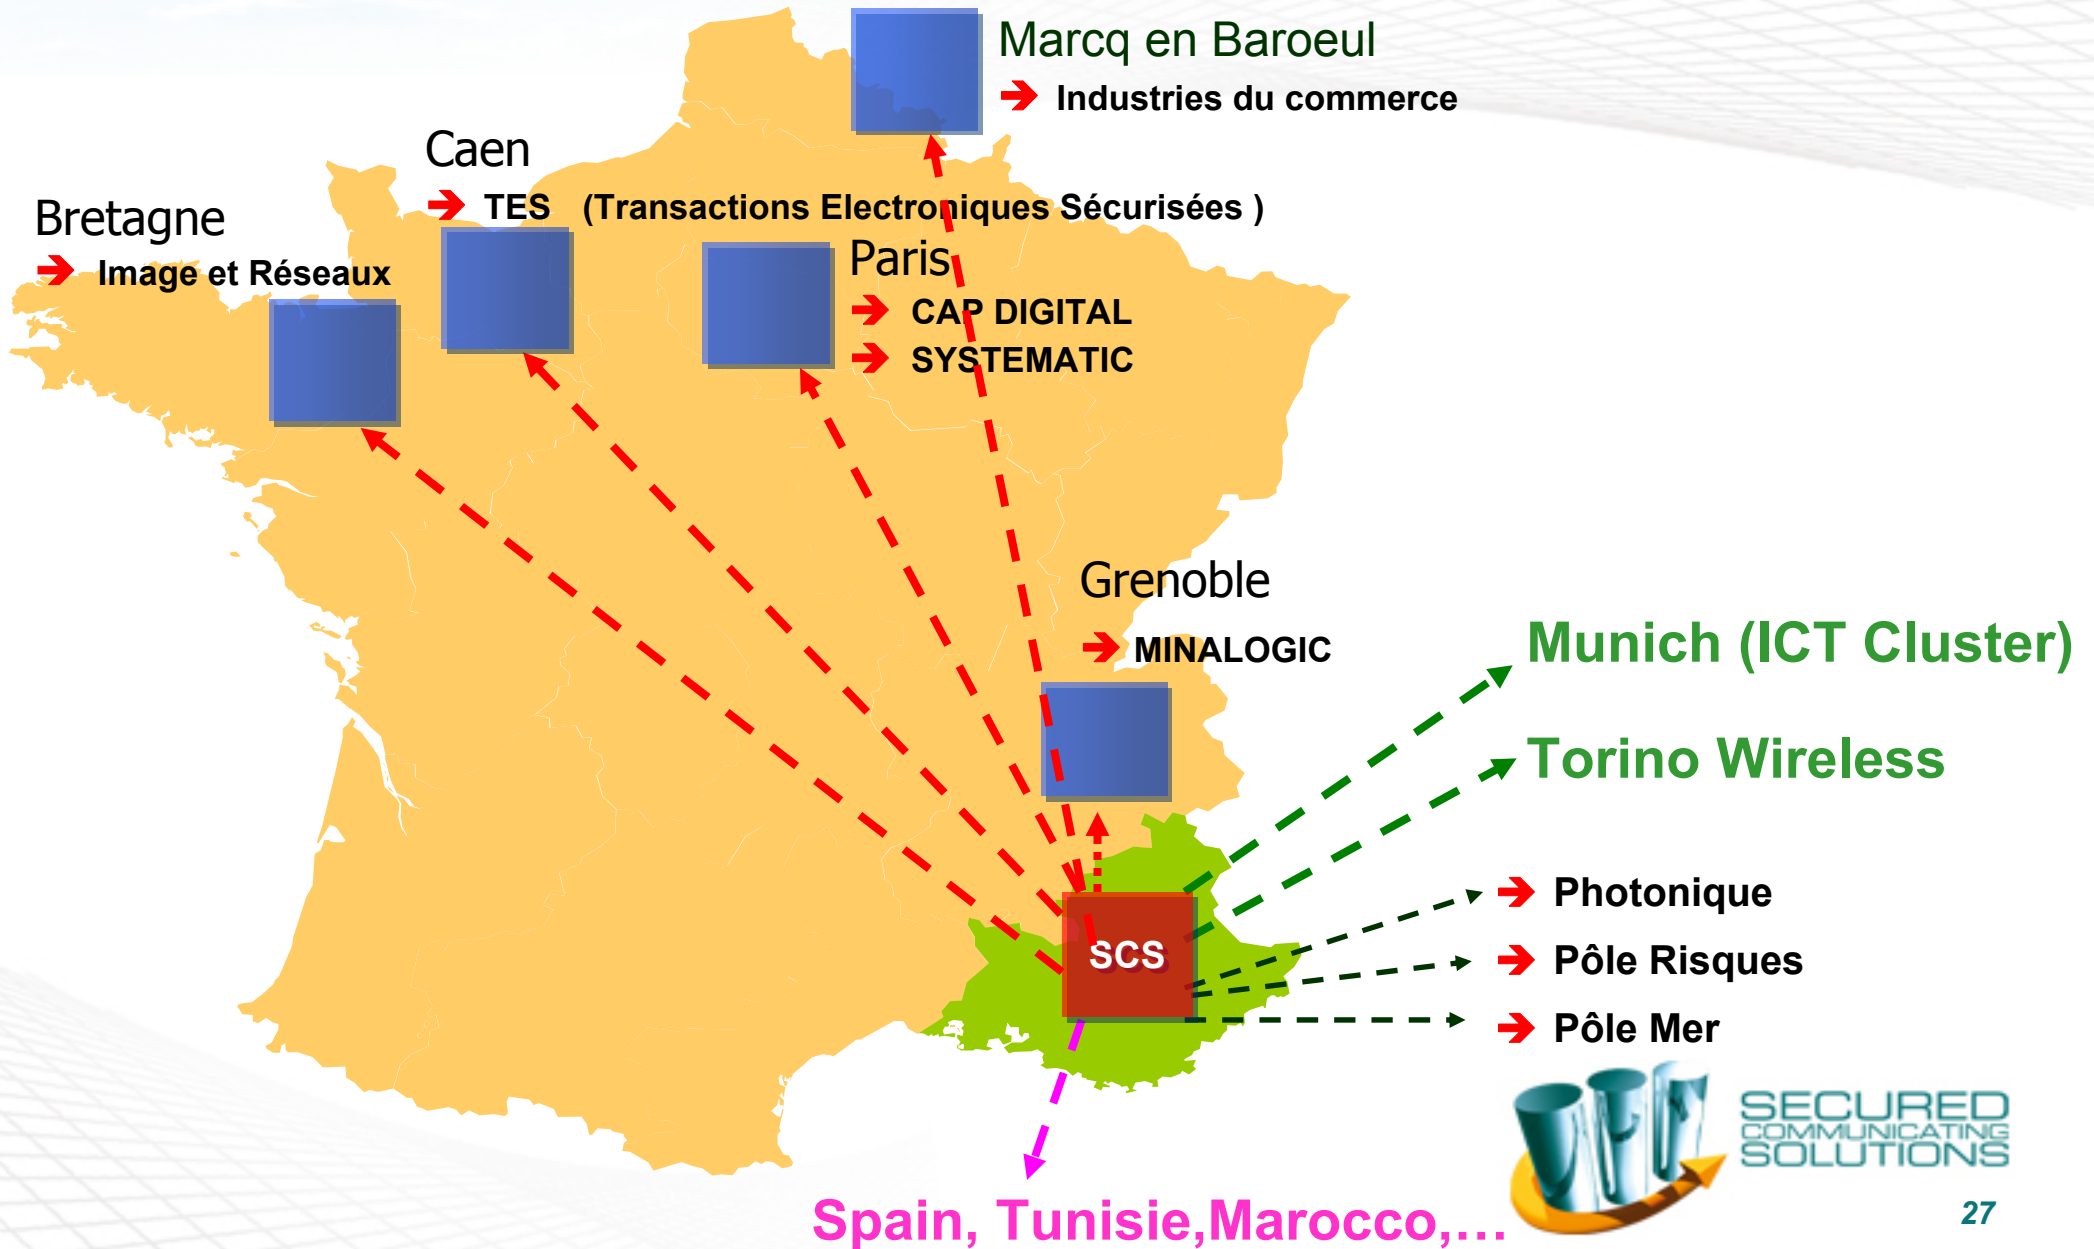 Marcq en Baroeul
Industries du commerce
Caen
TES (Transactions Electroniques Sécurisées )
Bretagne
Image et Réseaux
Paris
CAP DIGITAL
SYSTEMATIC
Grenoble
MINALOGIC
Munich (ICT Cluster)
Torino Wireless
Photonique
SCS
Pôle Risques
Pôle Mer
SECURED
COMMUNICATING
SOLUTIONS
Spain, Tunisie,Marocco,...
27